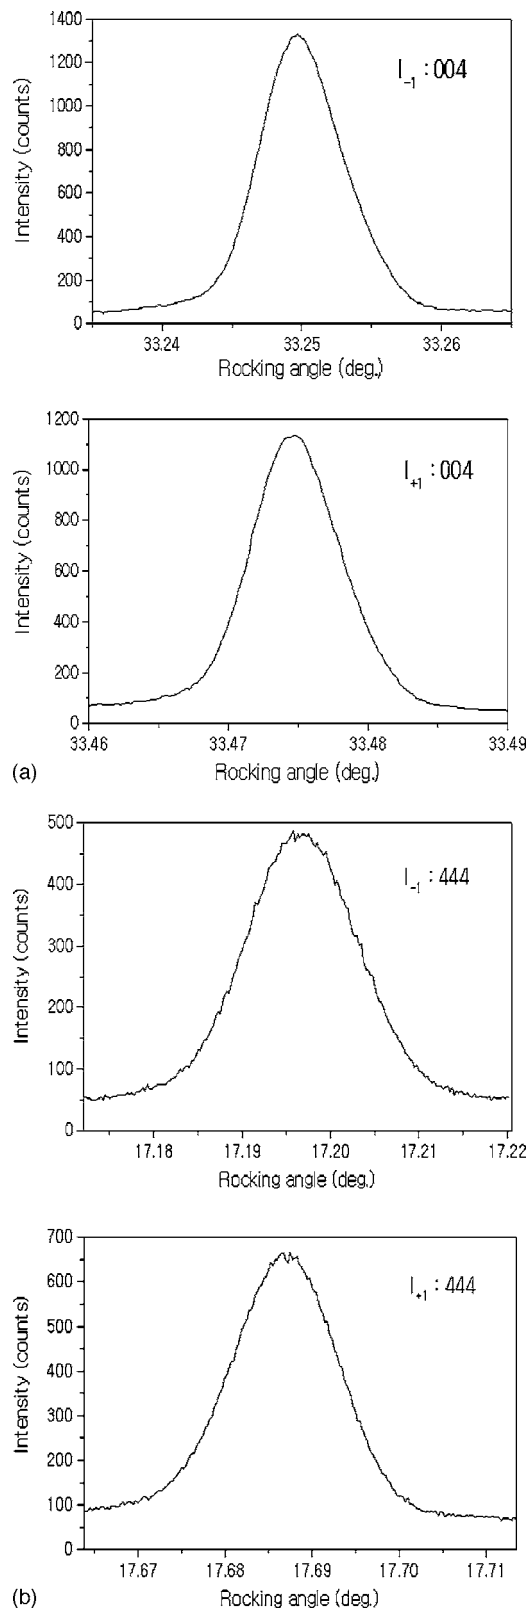 1400
1200
1000
800
600
400
200
0
Intensity (counts)
I-1 : 004
33.24 33.25 33.26
Rocking angle (deg.)
1200
1000
800
600
400
200
0
Intensity (counts)
I+1 : 004
33.46 33.47 33.48 33.49
(a) Rocking angle (deg.)
500
400
300
200
100
0
Intensity (counts)
I-1 : 444
17.18 17.19 17.20 17.21 17.22
Rocking angle (deg.)
700
600
500
400
300
200
100
0
Intensity (counts)
I+1 : 444
17.67 17.68 17.69 17.70 17.71
(b) Rocking angle (deg.)